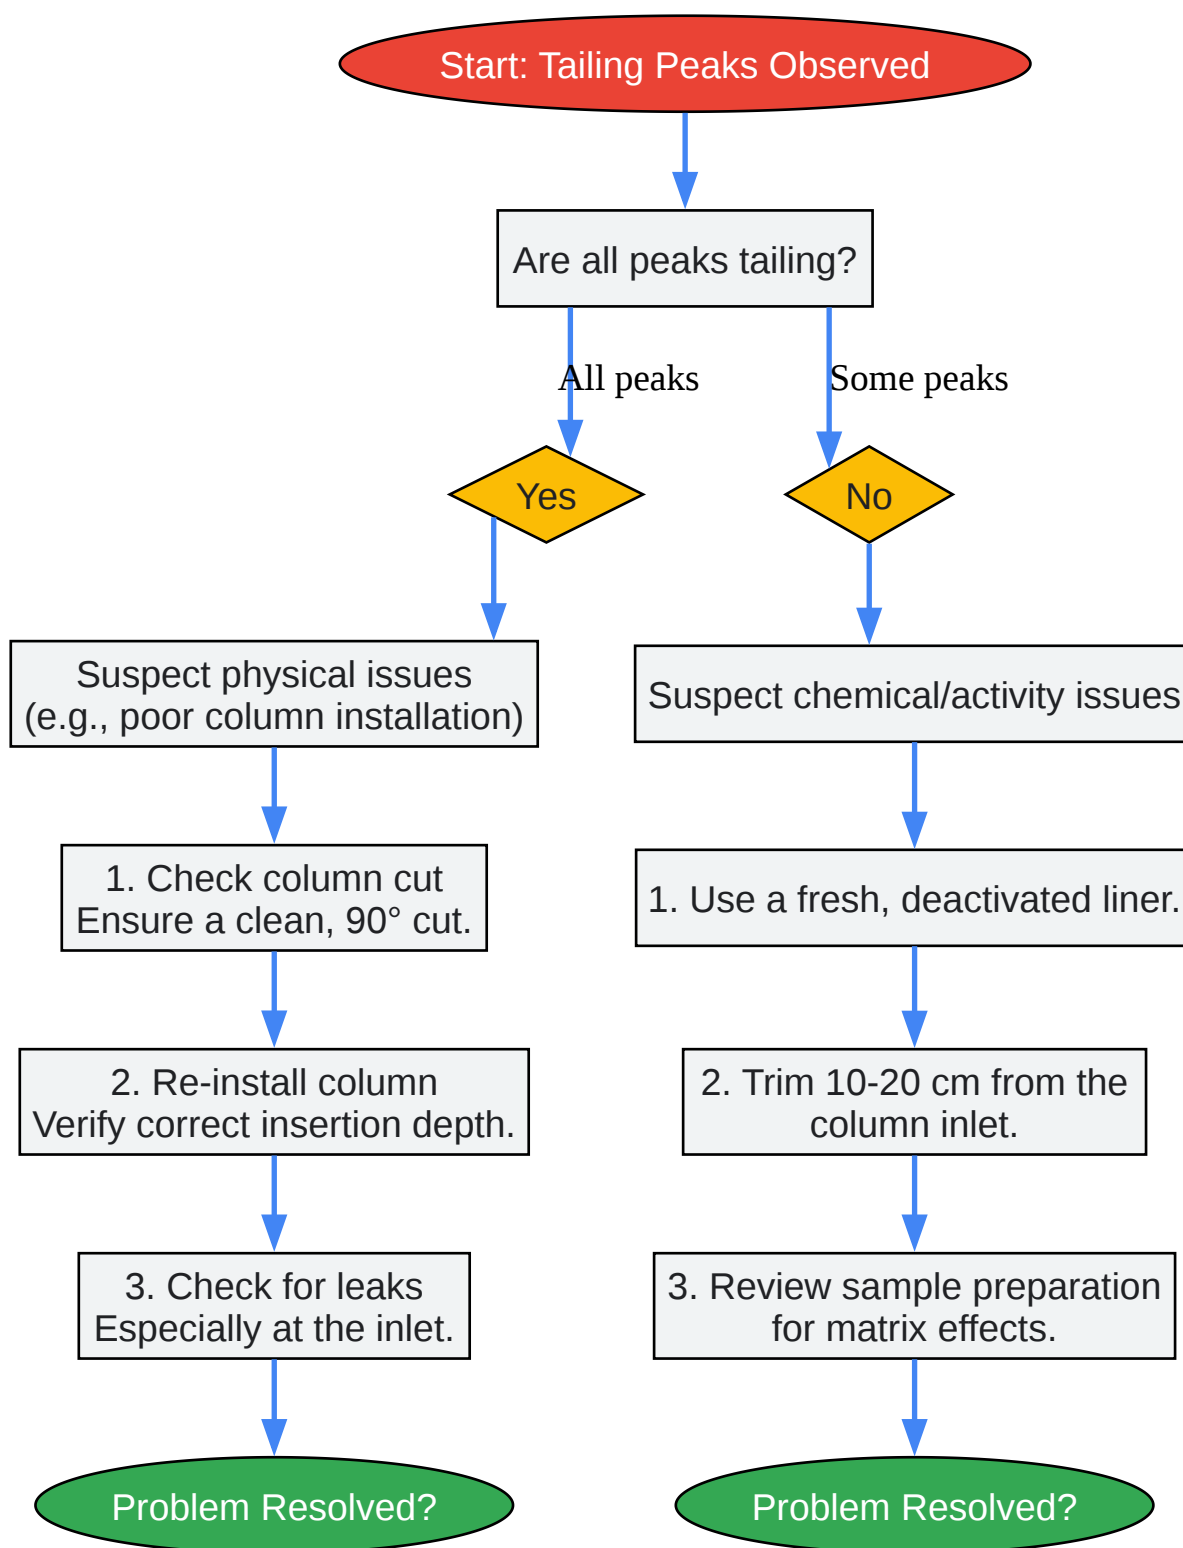 Start: Tailing Peaks Observed
Are all peaks tailing?
All peaks
Some peaks
Yes
No
Suspect physical issues
(e.g., poor column installation)
Suspect chemical/activity issues
1. Check column cut
Ensure a clean, 90° cut.
1. Use a fresh, deactivated liner.
2. Re-install column
Verify correct insertion depth.
2. Trim 10-20 cm from the
column inlet.
3. Check for leaks
Especially at the inlet.
3. Review sample preparation
for matrix effects.
Problem Resolved?
Problem Resolved?